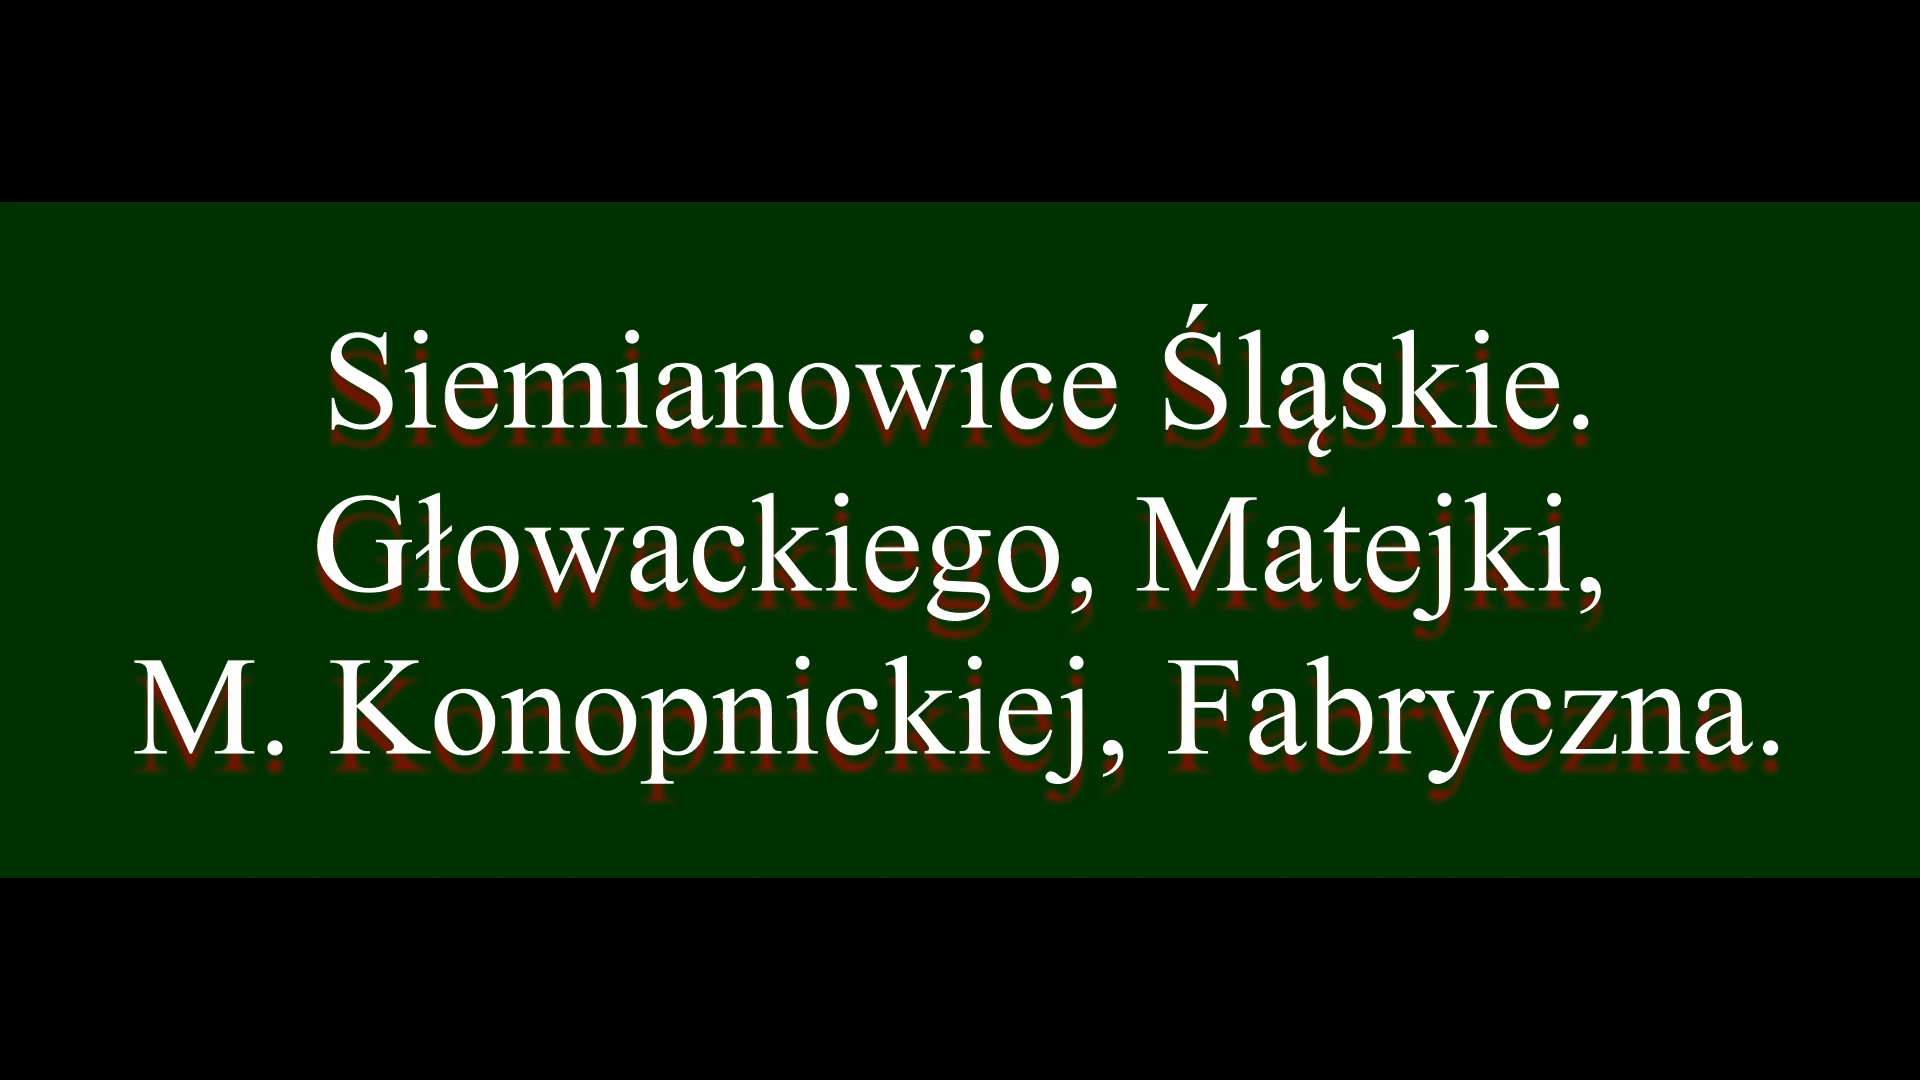 Siemianowice Śląskie.
Głowackiego, Matejki,
M. Konopnickiej, Fabryczna.